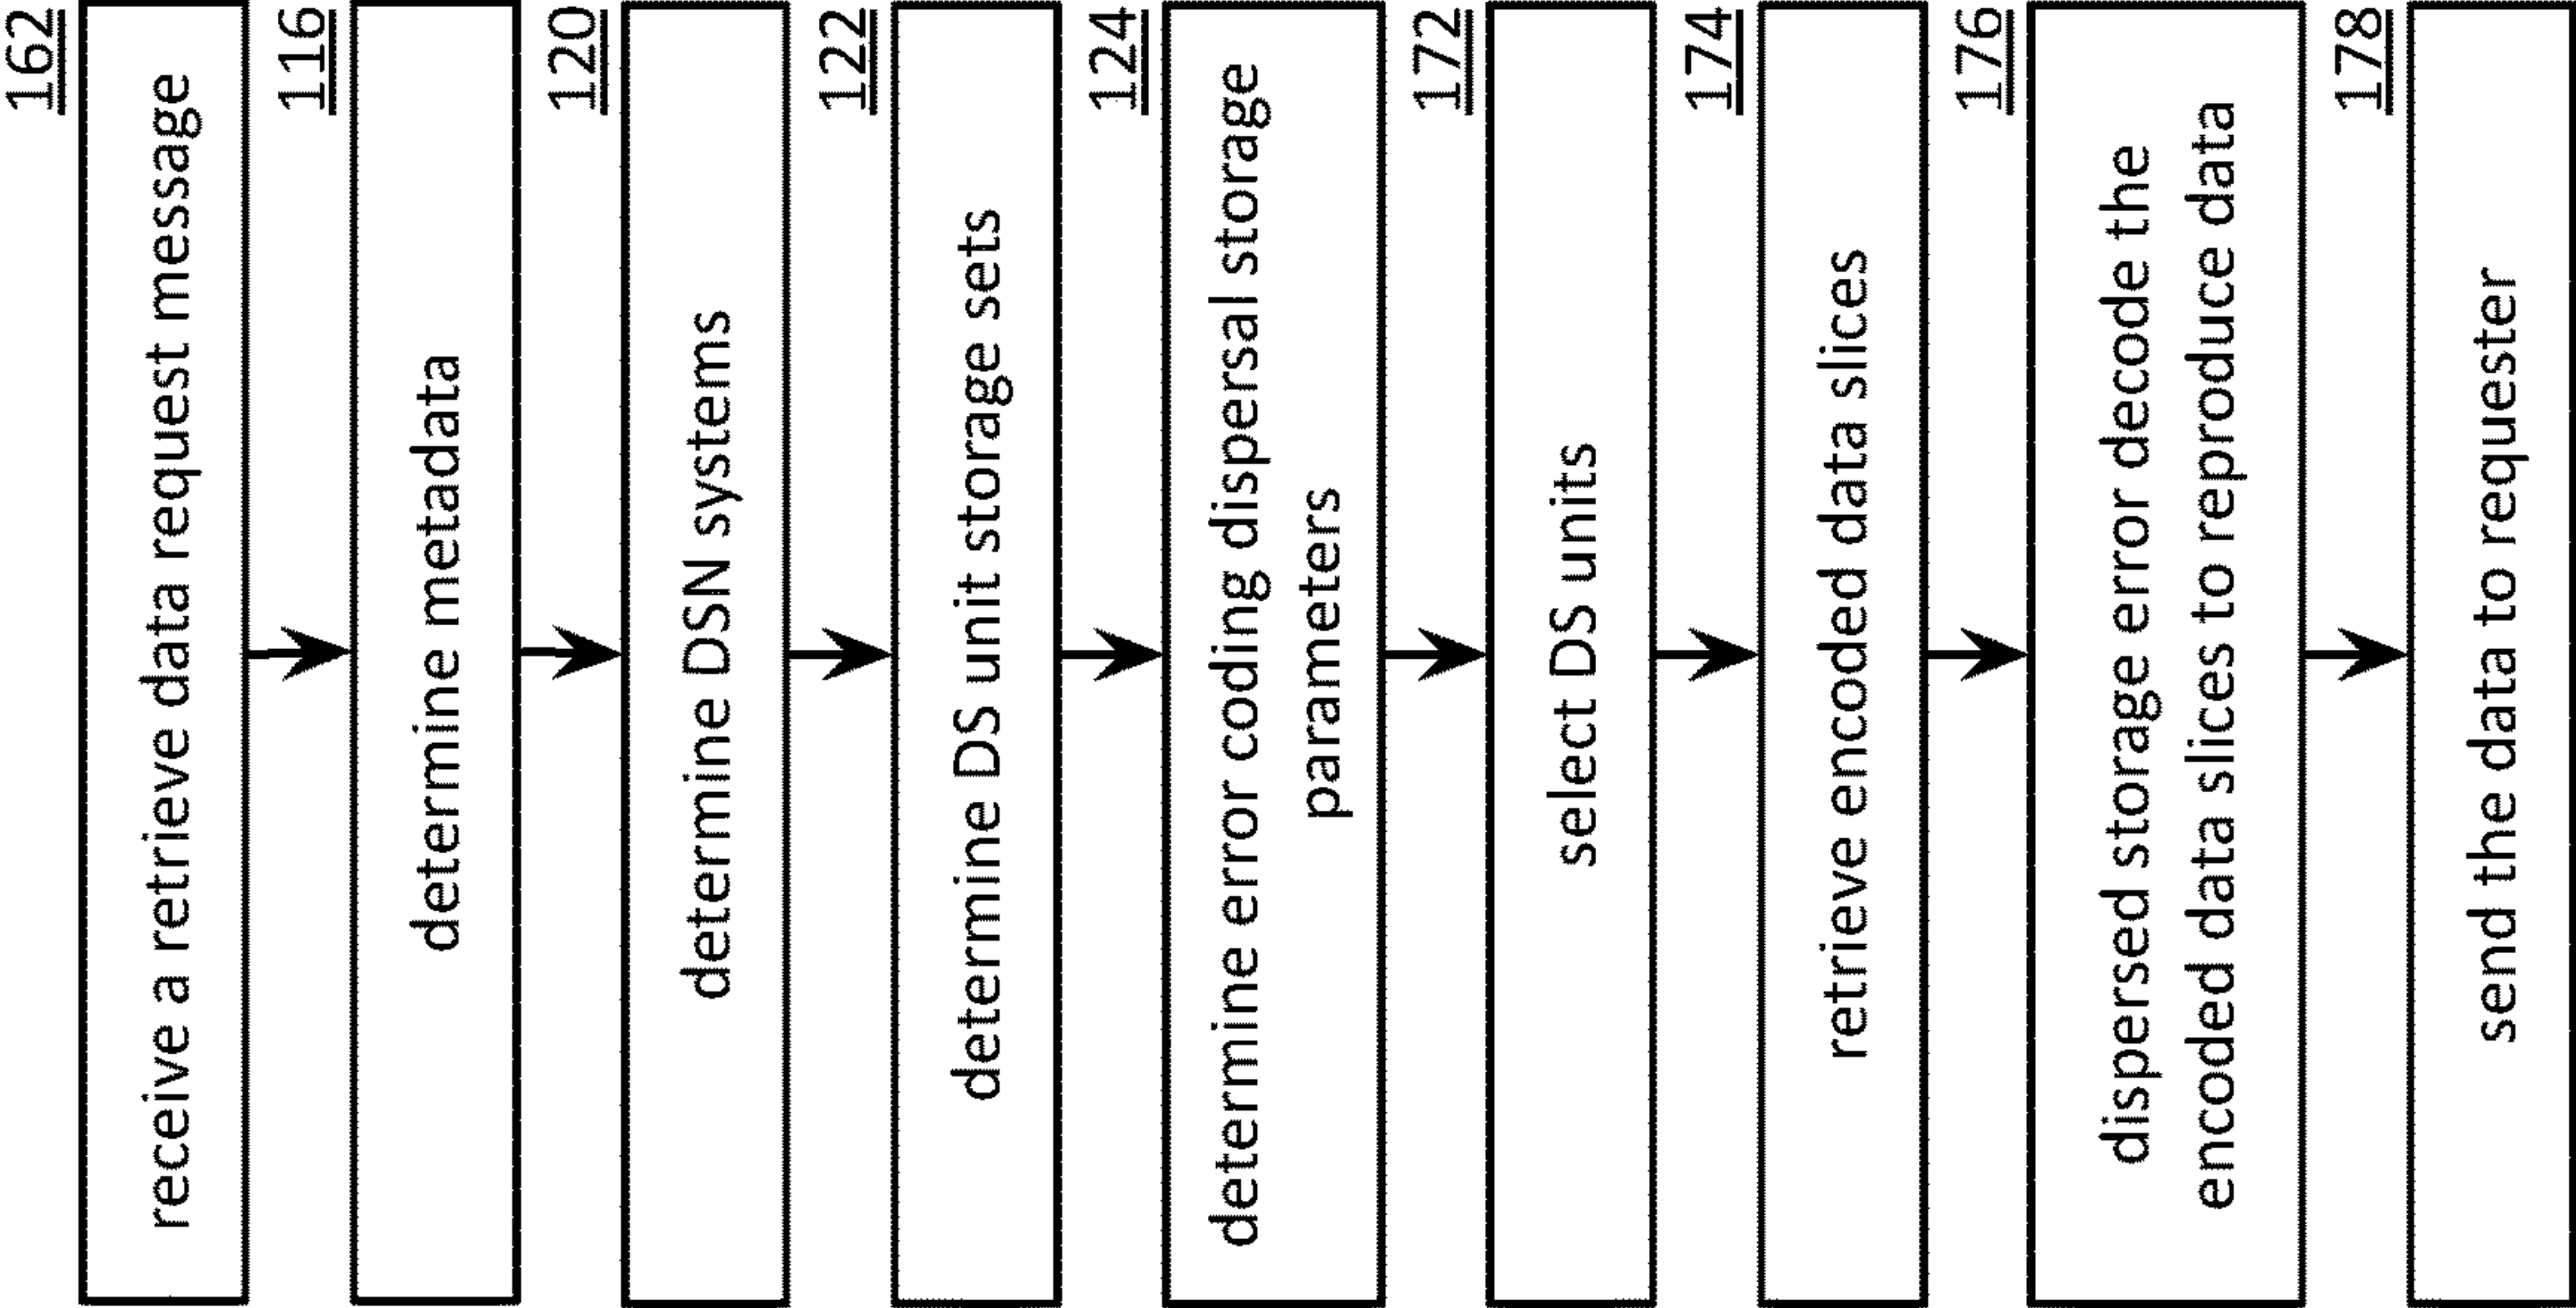 162
receive a retrieve data request message
116
determine metadata
120
determine DSN systems
122
determine DS unit storage sets
124
determine error coding dispersal storage
parameters
172
select DS units
174
retrieve encoded data slices
176
dispersed storage error decode the
encoded data slices to reproduce data
178
send the data to requester